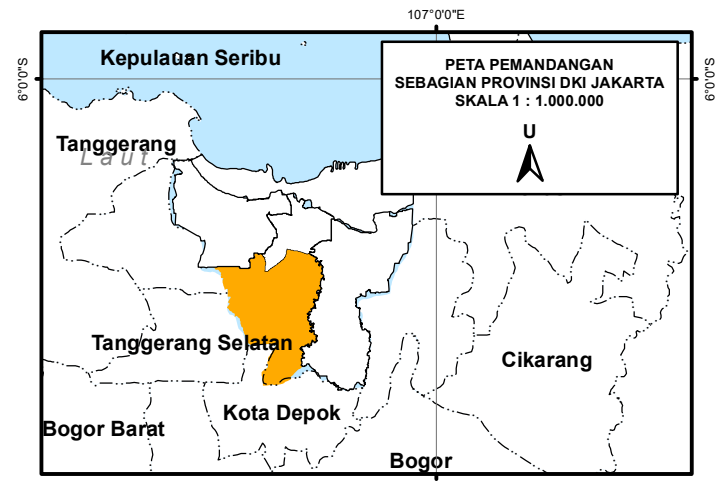 107°0'0"E
6°0'0"S
6°0'0"S
Kepulauan Seribu
PETA PEMANDANGAN
SEBAGIAN PROVINSI DKI JAKARTA
SKALA 1 : 1.000.000
U
Tanggerang
Laut
Tanggerang Selatan
Cikarang
Kota Depok
Bogor Barat
Bogor